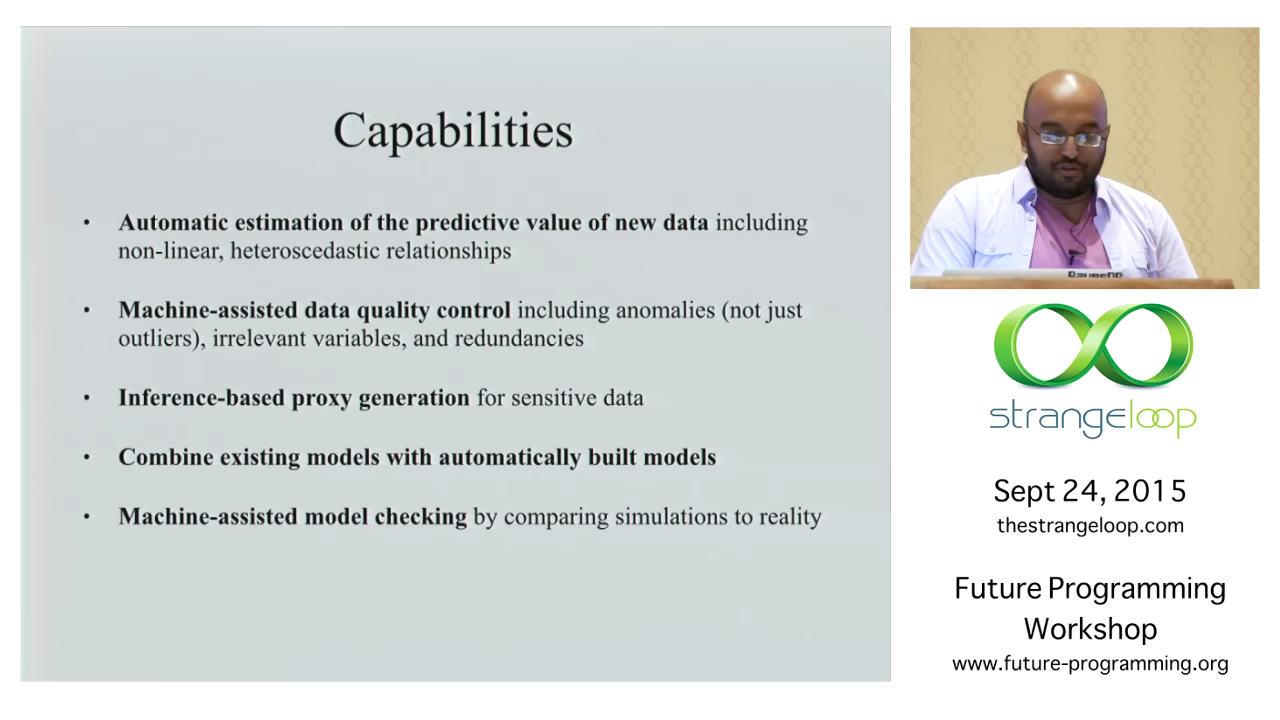 Capabilities
• Automatic estimation of the predictive value of new data including
non-linear, heteroscedastic relationships
• Machine-assisted data quality control including anomalies (not just
outliers), irrelevant variables, and redundancies
• Inference-based proxy generation for sensitive data
• Combine existing models with automatically built models
• Machine-assisted model checking by comparing simulations to reality
strangeloop
Sept 24, 2015
thestrangeloop.com
Future Programming
Workshop
www.future-programming.org